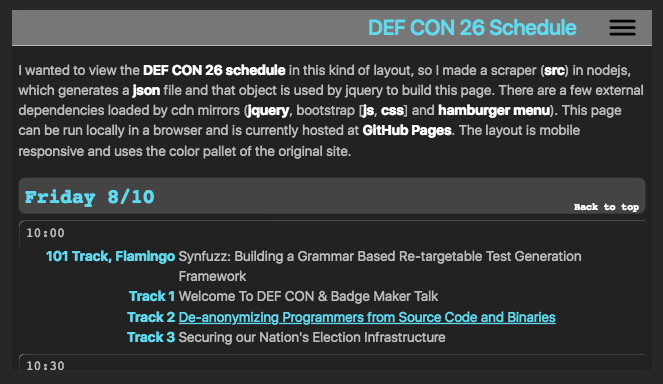 DEF CON 26 Schedule
I wanted to view the DEF CON 26 schedule in this kind of layout, so I made a scraper (src) in nodejs,
which generates a json file and that object is used by jquery to build this page. There are a few external
dependencies loaded by cdn mirrors (jquery, bootstrap [js, css] and hamburger menu). This page
can be run locally in a browser and is currently hosted at GitHub Pages. The layout is mobile
responsive and uses the color pallet of the original site.
Friday 8/10
Back to top
10:00
101 Track, Flamingo Synfuzz: Building a Grammar Based Re-targetable Test Generation
Framework
Track 1 Welcome To DEF CON & Badge Maker Talk
Track 2 De-anonymizing Programmers from Source Code and Binaries
Track 3 Securing our Nation's Election Infrastructure
10:30